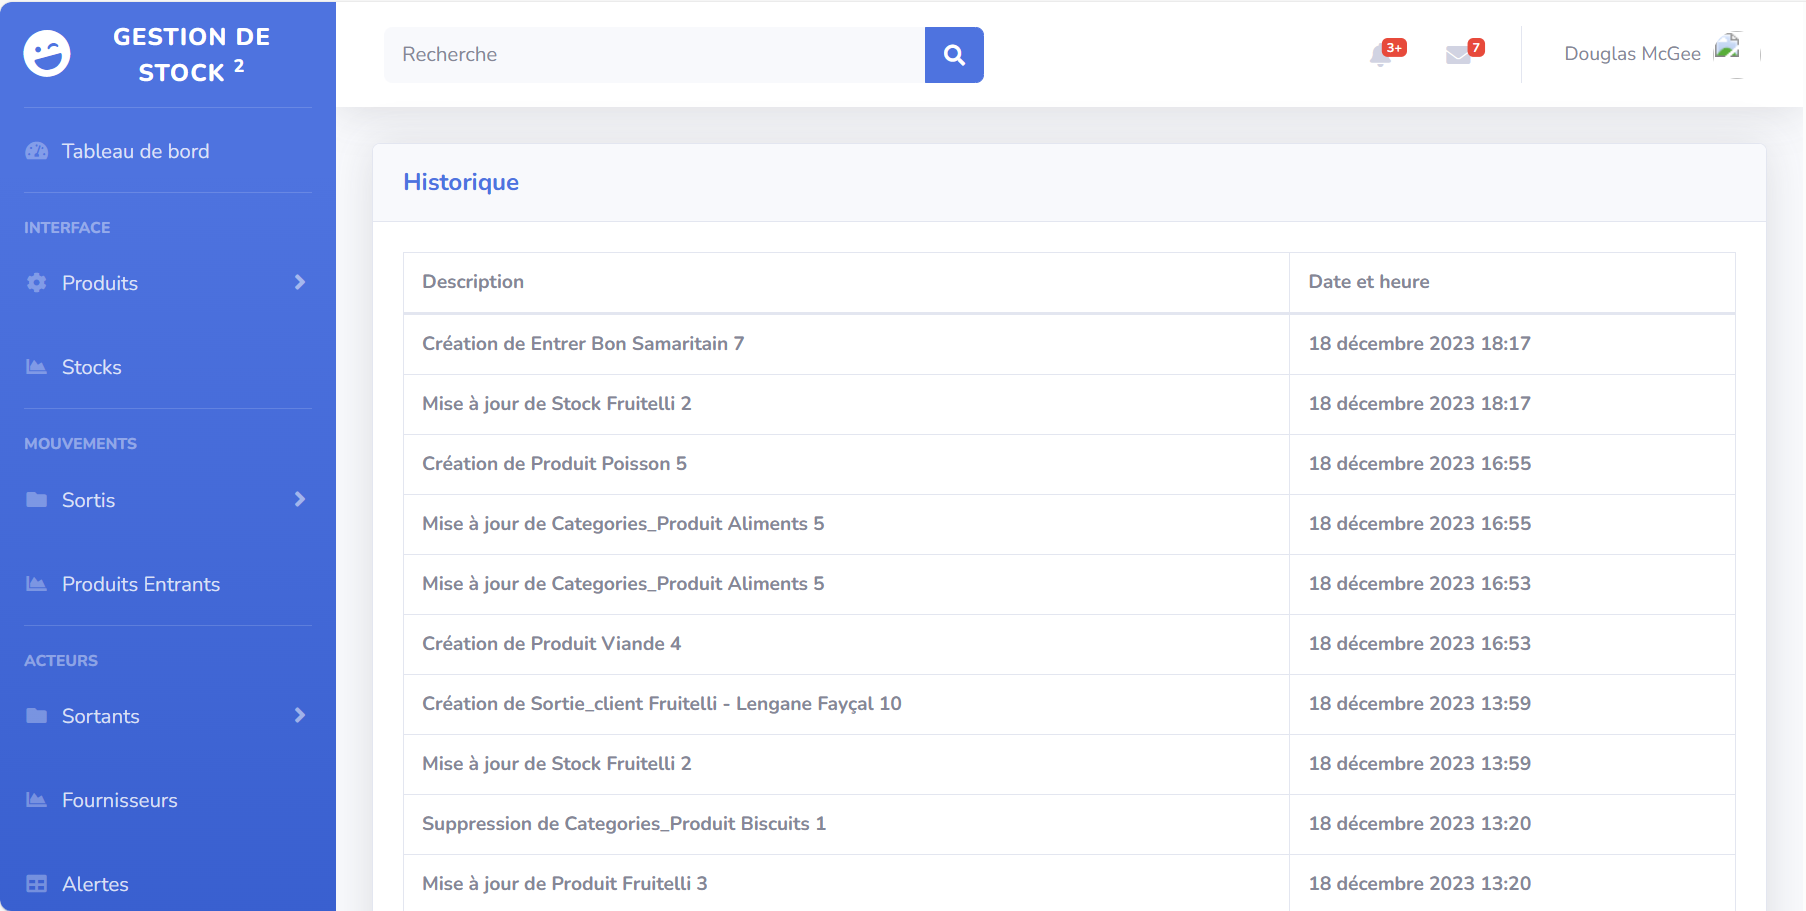 GESTION DE
STOCK 2
Tableau de bord
INTERFACE
Produits
Stocks
MOUVEMENTS
Sortis
Produits Entrants
ACTEURS
Sortants
Fournisseurs
Alertes
Recherche
3+
7
Douglas McGee
Historique
Description Date et heure
Création de Entrer Bon Samaritain 7 18 décembre 2023 18:17
Mise à jour de Stock Fruitelli 2 18 décembre 2023 18:17
Création de Produit Poisson 5 18 décembre 2023 16:55
Mise à jour de Categories_Produit Aliments 5 18 décembre 2023 16:55
Mise à jour de Categories_Produit Aliments 5 18 décembre 2023 16:53
Création de Produit Viande 4 18 décembre 2023 16:53
Création de Sortie_client Fruitelli - Lengane Fayçal 10 18 décembre 2023 13:59
Mise à jour de Stock Fruitelli 2 18 décembre 2023 13:59
Suppression de Categories_Produit Biscuits 1 18 décembre 2023 13:20
Mise à jour de Produit Fruitelli 3 18 décembre 2023 13:20